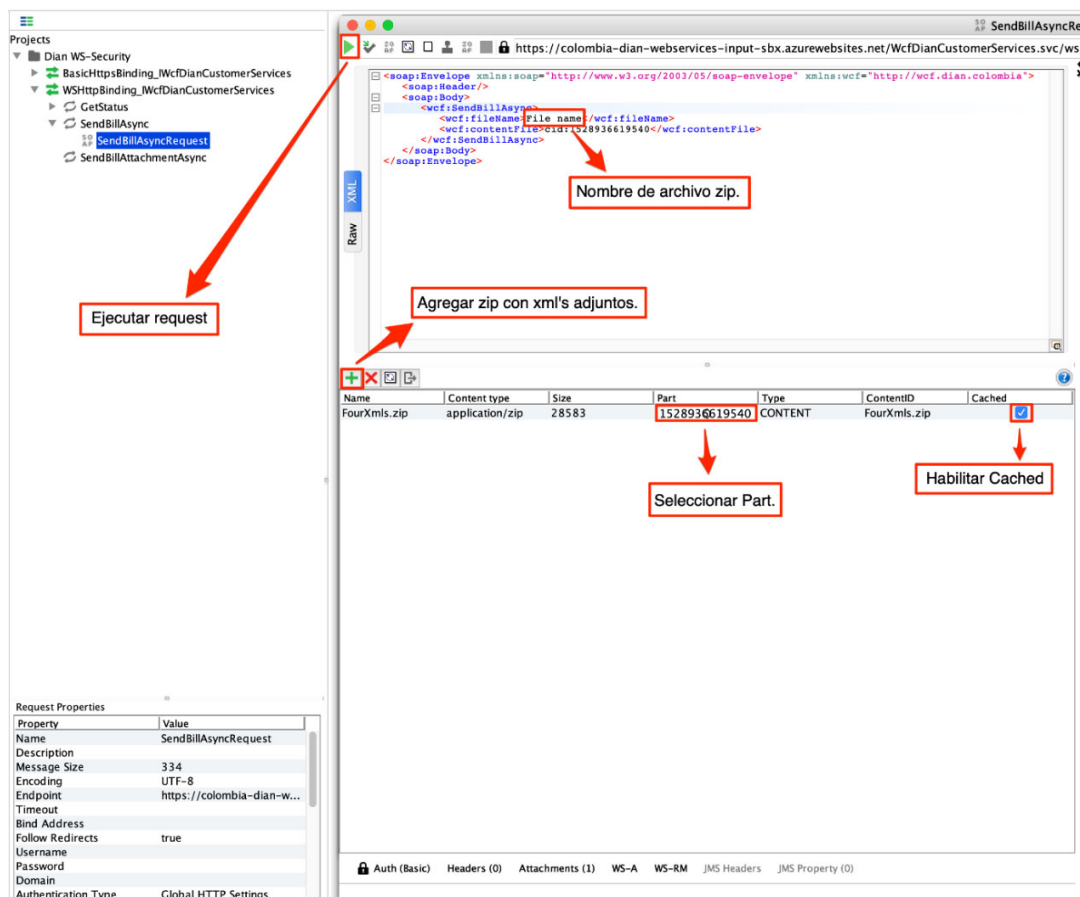 Projects
Dian WS-Security
BasicHttpsBinding_IWcfDianCustomerServices
WSHttpBinding_IWcfDianCustomerServices
GetStatus
SendBillAsync
SendBillAsyncRequest
SendBillAttachmentAsync
Ejecutar request
SendBillAsyncRe
https://colombia-dian-webservices-input-sbx.azurewebsites.net/WcfDianCustomerServices.svc/ws
<soap:Envelope xmlns:soap="http://www.w3.org/2003/05/soap-envelope" xmlns:wcf="http://wcf.dian.colombia">
<soap:Header/>
<soap:Body>
<wcf:SendBillAsync>
<wcf:fileName>File name</wcf:fileName>
<wcf:contentFile>cid:1528936619540</wcf:contentFile>
</wcf:SendBillAsync>
</soap:Body>
</soap:Envelope>
XML
Raw
Nombre de archivo zip.
Agregar zip con xml's adjuntos.
Name Content type Size Part Type ContentID Cached
FourXmls.zip application/zip 28583 1528936619540 CONTENT FourXmls.zip
Seleccionar Part.
Habilitar Cached
Request Properties
Property Value
Name SendBillAsyncRequest
Description
Message Size 334
Encoding UTF-8
Endpoint https://colombia-dian-w...
Timeout
Bind Address
Follow Redirects true
Username
Password
Domain
Authentication Type Global HTTP Settings
Auth (Basic) Headers (0) Attachments (1) WS-A WS-RM JMS Headers JMS Property (0)